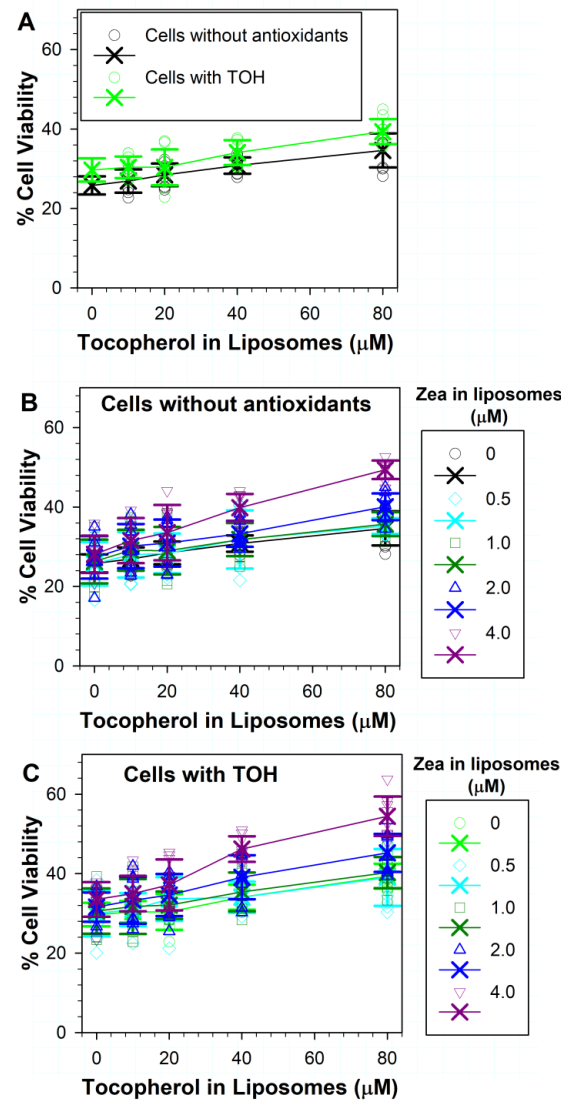 A
Cells without antioxidants
Cells with TOH
60
40
20
0
% Cell Viability
0 20 40 60 80
Tocopherol in Liposomes (μM)
B
Cells without antioxidants
60
40
20
0
% Cell Viability
0 20 40 60 80
Tocopherol in Liposomes (μM)
Zea in liposomes
(μM)
0
0.5
1.0
2.0
4.0
C
Cells with TOH
60
40
20
0
% Cell Viability
0 20 40 60 80
Tocopherol in Liposomes (μM)
Zea in liposomes
(μM)
0
0.5
1.0
2.0
4.0